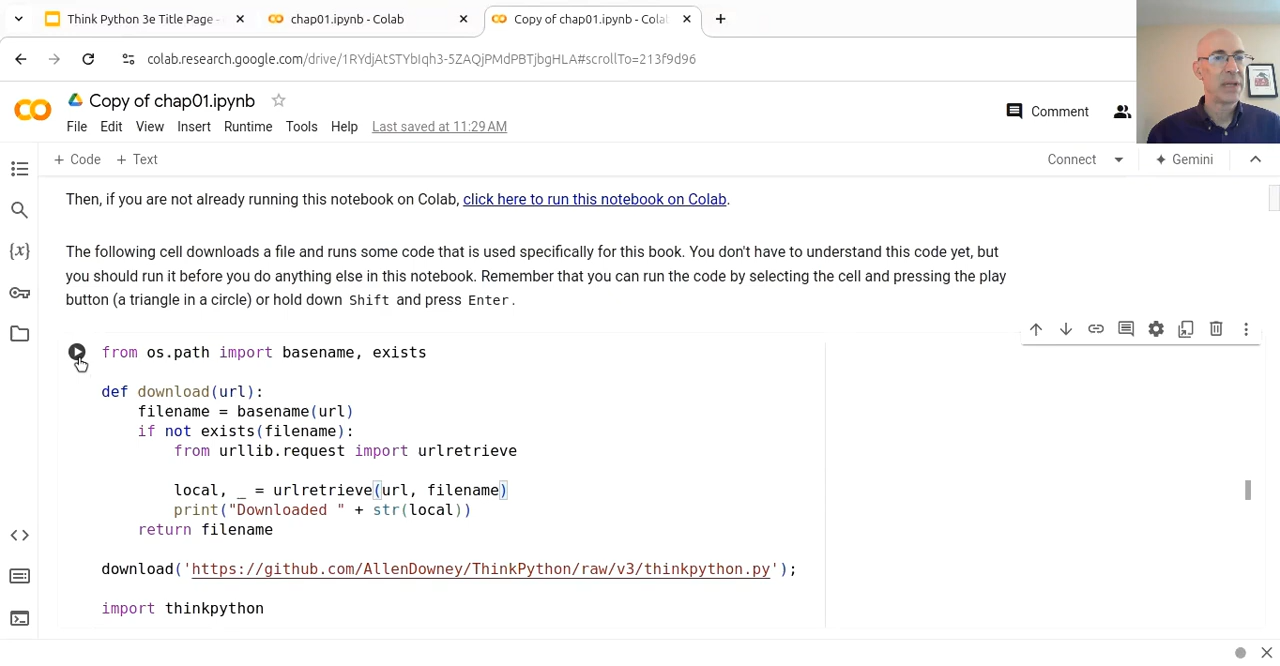 Think Python 3e Title Page -
chap01.ipynb - Colab
Copy of chap01.ipynb - Cola
colab.research.google.com/drive/1RYdjAtSTYbIqh3-5ZAQjPMdPBTjbgHLA#scrollTo=213f9d96
Copy of chap01.ipynb
File Edit View Insert Runtime Tools Help Last saved at 11:29 AM
Comment
+ Code + Text
Connect
Gemini
Then, if you are not already running this notebook on Colab, click here to run this notebook on Colab.
The following cell downloads a file and runs some code that is used specifically for this book. You don't have to understand this code yet, but
you should run it before you do anything else in this notebook. Remember that you can run the code by selecting the cell and pressing the play
button (a triangle in a circle) or hold down Shift and press Enter.
from os.path import basename, exists
def download(url):
filename = basename(url)
if not exists(filename):
from urllib.request import urlretrieve
local, _ = urlretrieve(url, filename)
print("Downloaded " + str(local))
return filename
download('https://github.com/AllenDowney/ThinkPython/raw/v3/thinkpython.py');
import thinkpython